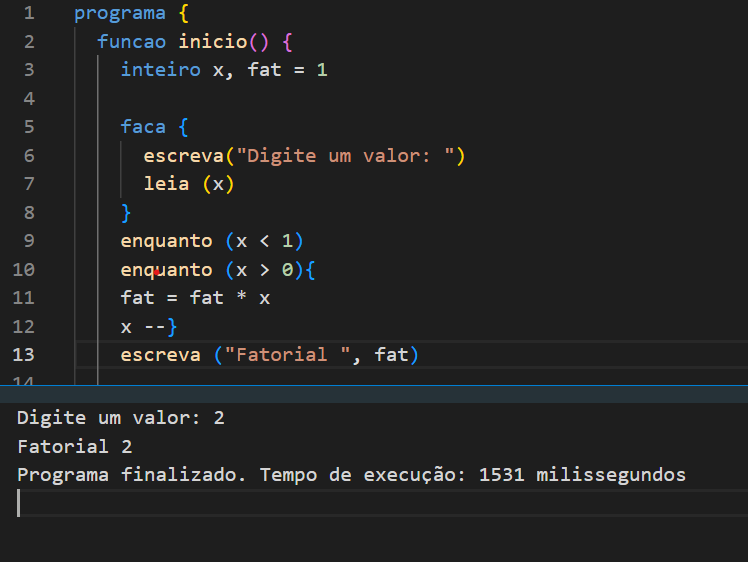 1 programa {
2 funcao inicio() {
3 inteiro x, fat = 1
4
5 faca {
6 escreva("Digite um valor: ")
7 leia (x)
8 }
9 enquanto (x < 1)
10 enquanto (x > 0){
11 fat = fat * x
12 x --}
13 escreva ("Fatorial ", fat)
14
Digite um valor: 2
Fatorial 2
Programa finalizado. Tempo de execução: 1531 milissegundos